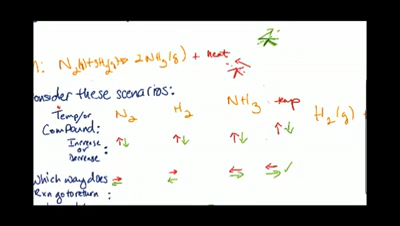 1: N₂(g)+3H₂(g)⇌ 2NH₃(g) + heat
onsider these scenarios:
Temp/or Compound: N₂ H₂ NH₃ temp H₂(g) +
Increase or Decrease: ↑↓ ↑↓ ↑↓ ↑↓
which way does → ← → ← ← → ← → ✓
Rxn go to return :